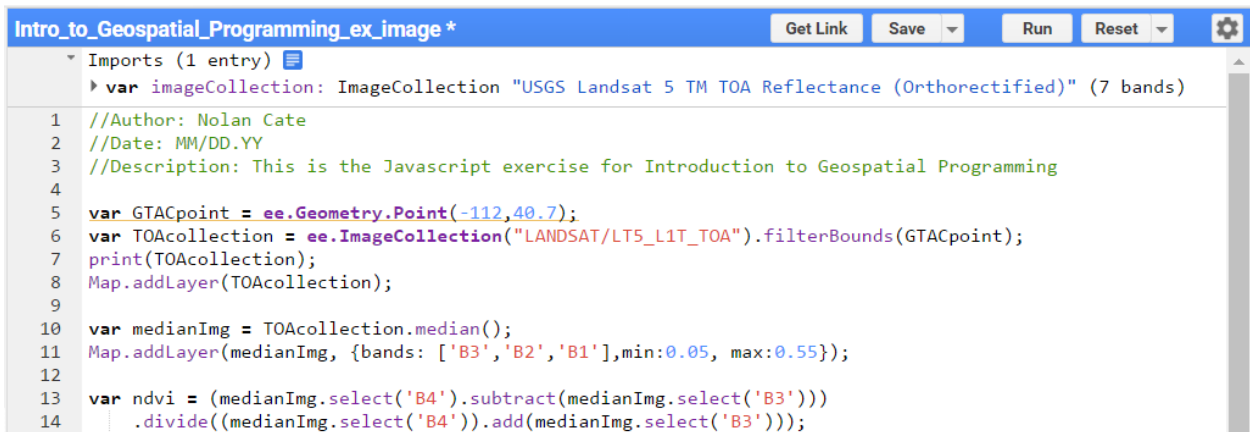 Intro_to_Geospatial_Programming_ex_image * Get Link Save Run Reset
Imports (1 entry)
var imageCollection: ImageCollection "USGS Landsat 5 TM TOA Reflectance (Orthorectified)" (7 bands)
1 //Author: Nolan Cate
2 //Date: MM/DD.YY
3 //Description: This is the Javascript exercise for Introduction to Geospatial Programming
4
5 var GTACpoint = ee.Geometry.Point(-112,40.7);
6 var TOAcollection = ee.ImageCollection("LANDSAT/LT5_L1T_TOA").filterBounds(GTACpoint);
7 print(TOAcollection);
8 Map.addLayer(TOAcollection);
9
10 var medianImg = TOAcollection.median();
11 Map.addLayer(medianImg, {bands: ['B3','B2','B1'],min:0.05, max:0.55});
12
13 var ndvi = (medianImg.select('B4').subtract(medianImg.select('B3')))
14 .divide((medianImg.select('B4')).add(medianImg.select('B3')));